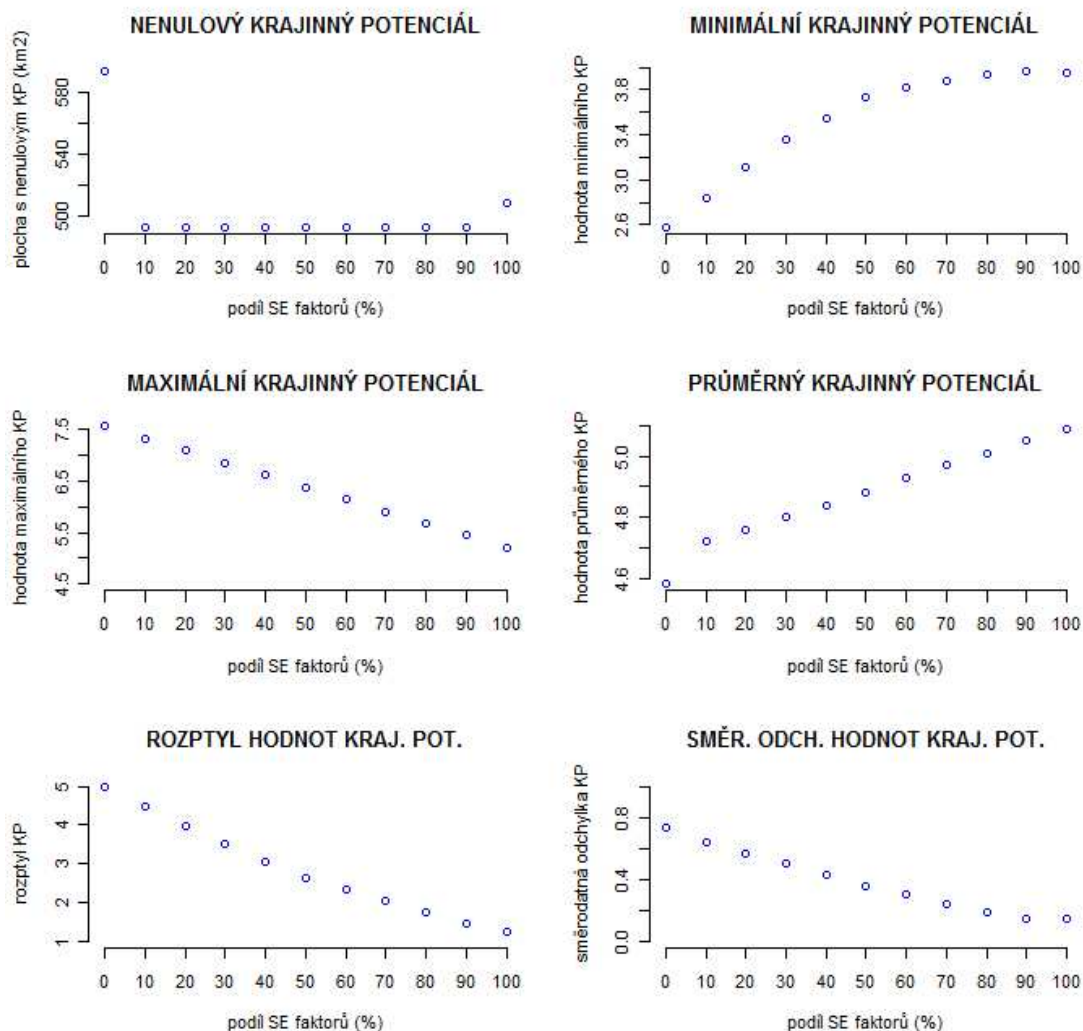 NENULOVÝ KRAJINNÝ POTENCIÁL
plocha s nenulovým KP (km2)
500 540 580
0 10 20 30 40 50 60 70 80 90 100
podíl SE faktorů (%)
MINIMÁLNÍ KRAJINNÝ POTENCIÁL
hodnota minimálního KP
2.6 3.0 3.4 3.8
0 10 20 30 40 50 60 70 80 90 100
podíl SE faktorů (%)
MAXIMÁLNÍ KRAJINNÝ POTENCIÁL
hodnota maximálního KP
4.5 5.5 6.5 7.5
0 10 20 30 40 50 60 70 80 90 100
podíl SE faktorů (%)
PRŮMĚRNÝ KRAJINNÝ POTENCIÁL
hodnota průměrného KP
4.6 4.8 5.0
0 10 20 30 40 50 60 70 80 90 100
podíl SE faktorů (%)
ROZPTYL HODNOT KRAJ. POT.
rozptyl KP
1 2 3 4 5
0 10 20 30 40 50 60 70 80 90 100
podíl SE faktorů (%)
SMĚR. ODCH. HODNOT KRAJ. POT.
směrodatná odchylka KP
0.0 0.4 0.8
0 10 20 30 40 50 60 70 80 90 100
podíl SE faktorů (%)